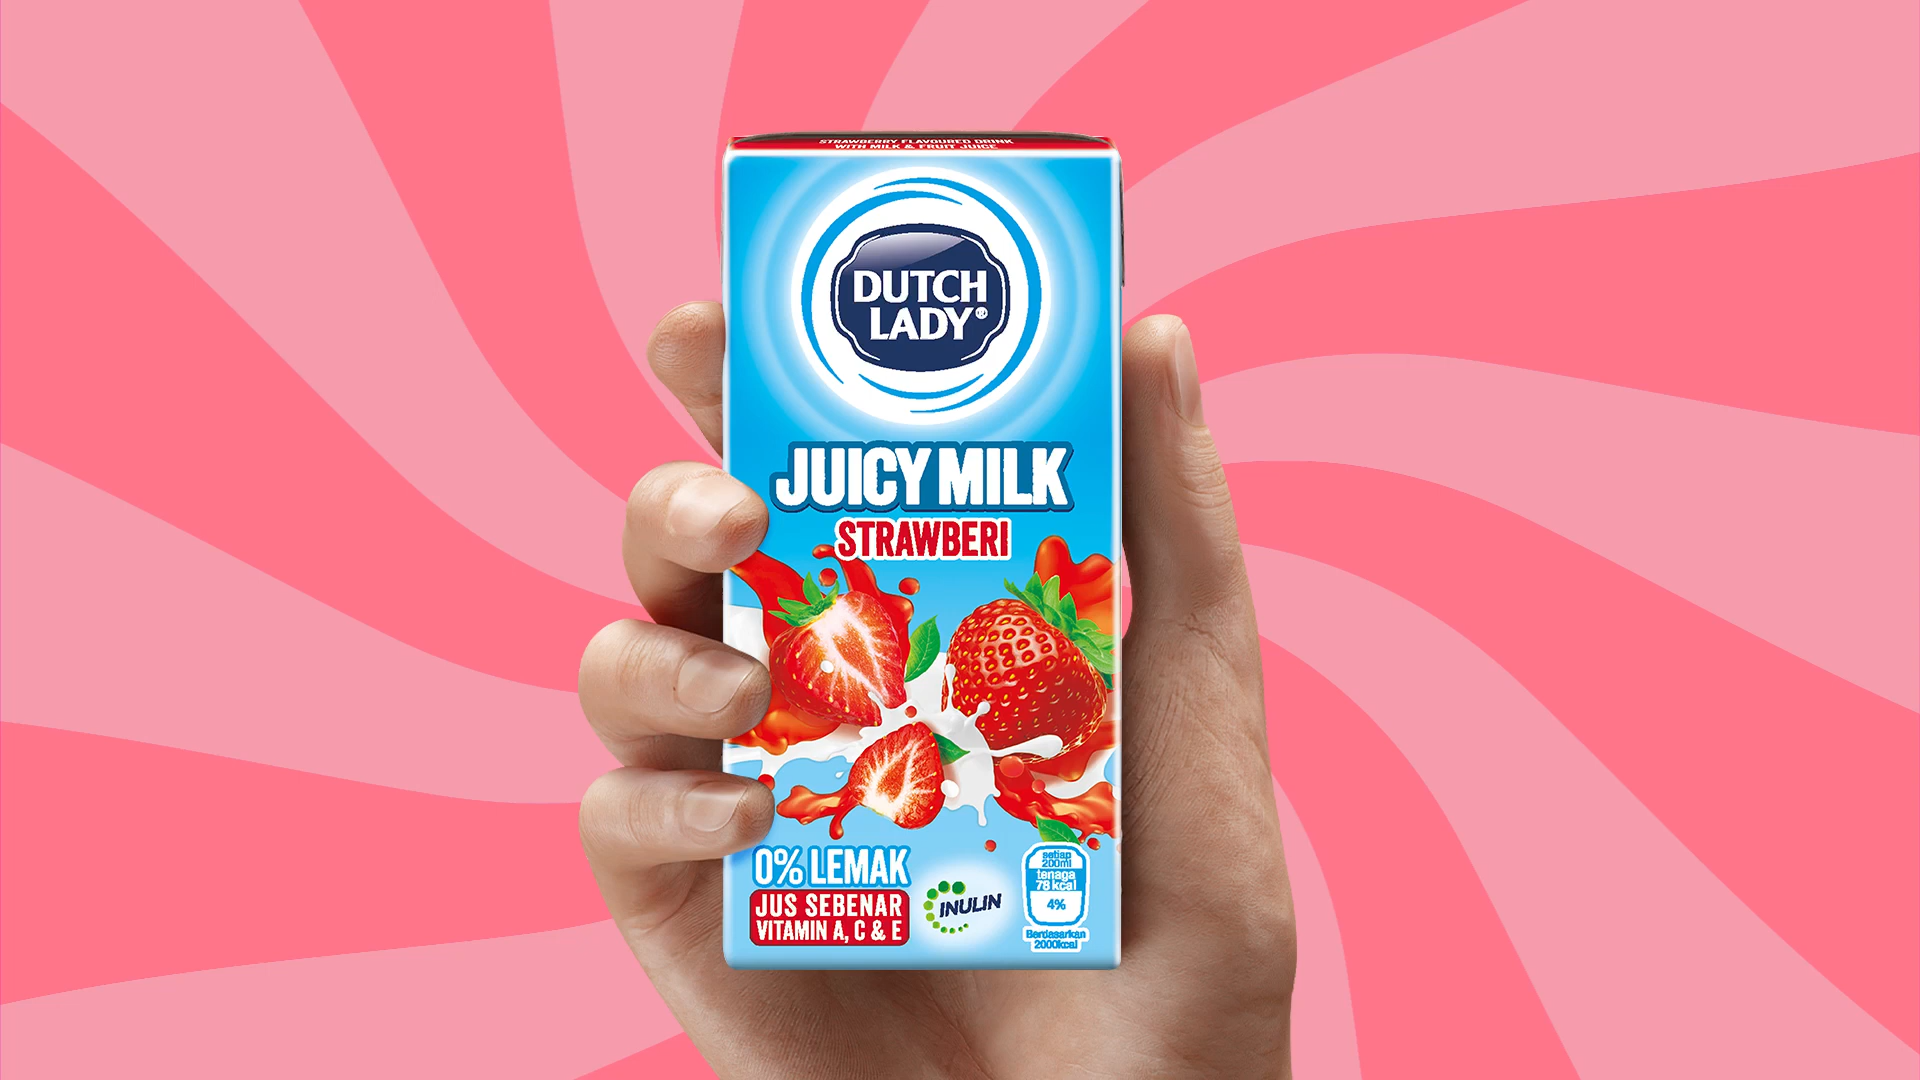 STRAWBERRY FLAVOURED DRINK
WITH MILK & FRUIT JUICE
DUTCH
LADY®
JUICY MILK
STRAWBERI
0% LEMAK
JUS SEBENAR
VITAMIN A, C & E
INULIN
setiap
200ml
tenaga
78 kcal
4%
Berdasarkan
2000kcal